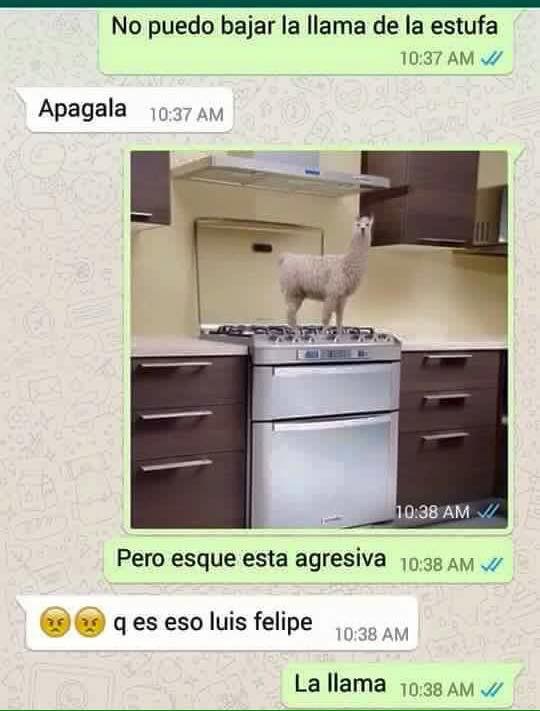 No puedo bajar la llama de la estufa
10:37 AM
Apagala 10:37 AM
10:38 AM
Pero esque esta agresiva 10:38 AM
😠😠 q es eso luis felipe 10:38 AM
La llama 10:38 AM